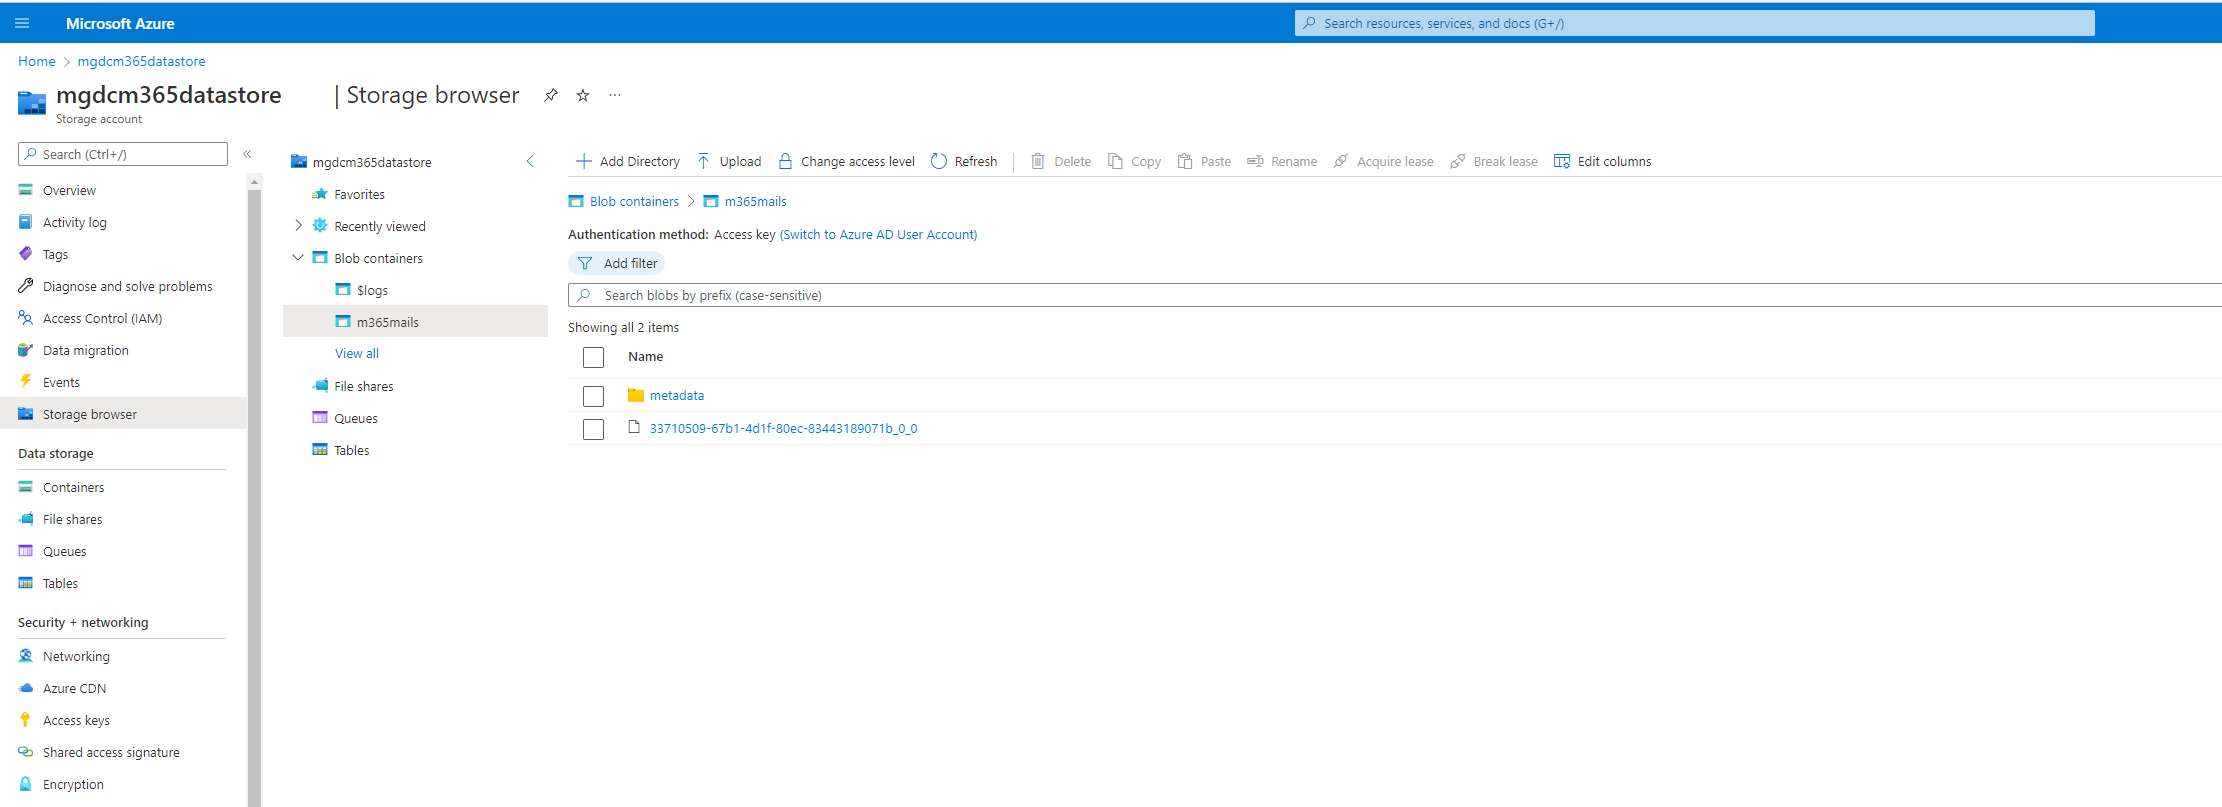 Microsoft Azure
Search resources, services, and docs (G+/)
Home > mgdcm365datastore
mgdcm365datastore | Storage browser ...
Storage account
Search (Ctrl+/) «
Overview
Activity log
Tags
Diagnose and solve problems
Access Control (IAM)
Data migration
Events
Storage browser
Data storage
Containers
File shares
Queues
Tables
Security + networking
Networking
Azure CDN
Access keys
Shared access signature
Encryption
mgdcm365datastore
Favorites
Recently viewed
Blob containers
$logs
m365mails
View all
File shares
Queues
Tables
Add Directory Upload Change access level Refresh Delete Copy Paste Rename Acquire lease Break lease Edit columns
Blob containers > m365mails
Authentication method: Access key (Switch to Azure AD User Account)
Add filter
Search blobs by prefix (case-sensitive)
Showing all 2 items
Name
metadata
33710509-67b1-4d1f-80ec-83443189071b_0_0